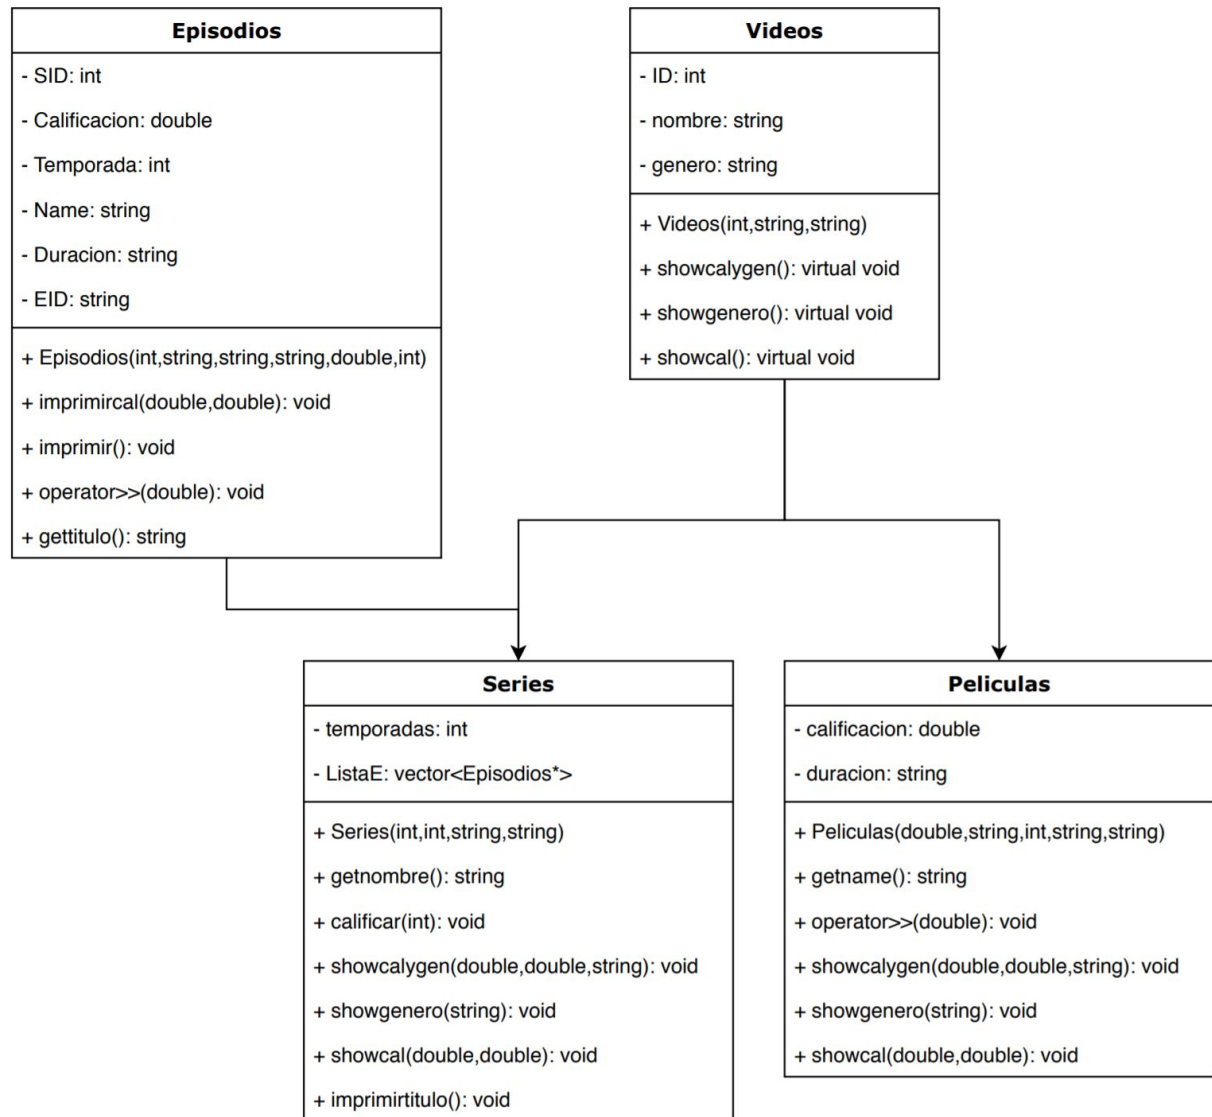 Episodios
- SID: int
- Calificacion: double
- Temporada: int
- Name: string
- Duracion: string
- EID: string
+ Episodios(int,string,string,string,double,int)
+ imprimircal(double,double): void
+ imprimir(): void
+ operator>>(double): void
+ gettitulo(): string
Videos
- ID: int
- nombre: string
- genero: string
+ Videos(int,string,string)
+ showcalygen(): virtual void
+ showgenero(): virtual void
+ showcal(): virtual void
Series
- temporadas: int
- ListaE: vector<Episodios*>
+ Series(int,int,string,string)
+ getnombre(): string
+ calificar(int): void
+ showcalygen(double,double,string): void
+ showgenero(string): void
+ showcal(double,double): void
+ imprimirtitulo(): void
Peliculas
- calificacion: double
- duracion: string
+ Peliculas(double,string,int,string,string)
+ getname(): string
+ operator>>(double): void
+ showcalygen(double,double,string): void
+ showgenero(string): void
+ showcal(double,double): void